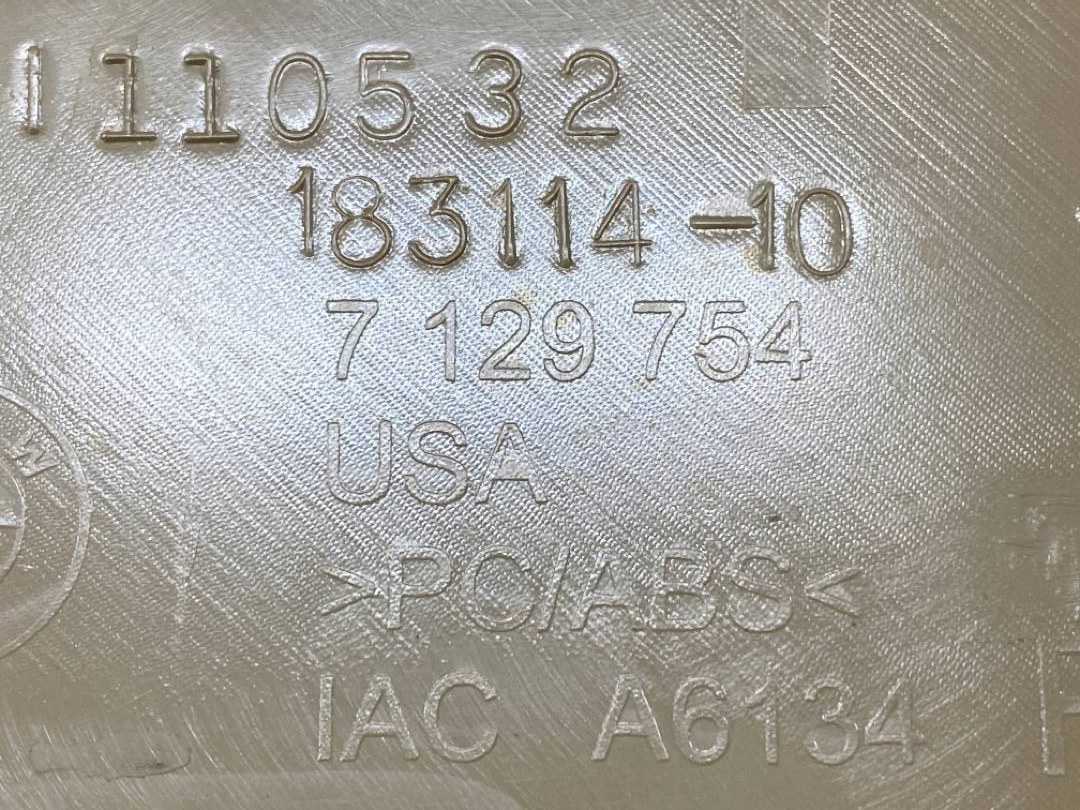 1110532
183114-10
7 129 754
USA
>PC/ABS<
IAC A6134
W